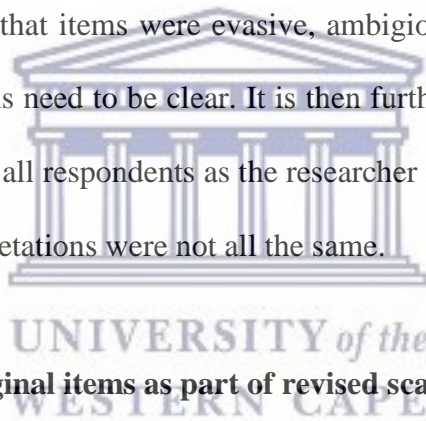 that items were evasive, ambigio
s need to be clear. It is then furth
all respondents as the researcher
etations were not all the same.
UNIVERSITY of the
ginal items as part of revised sca
WESTERN CAPE